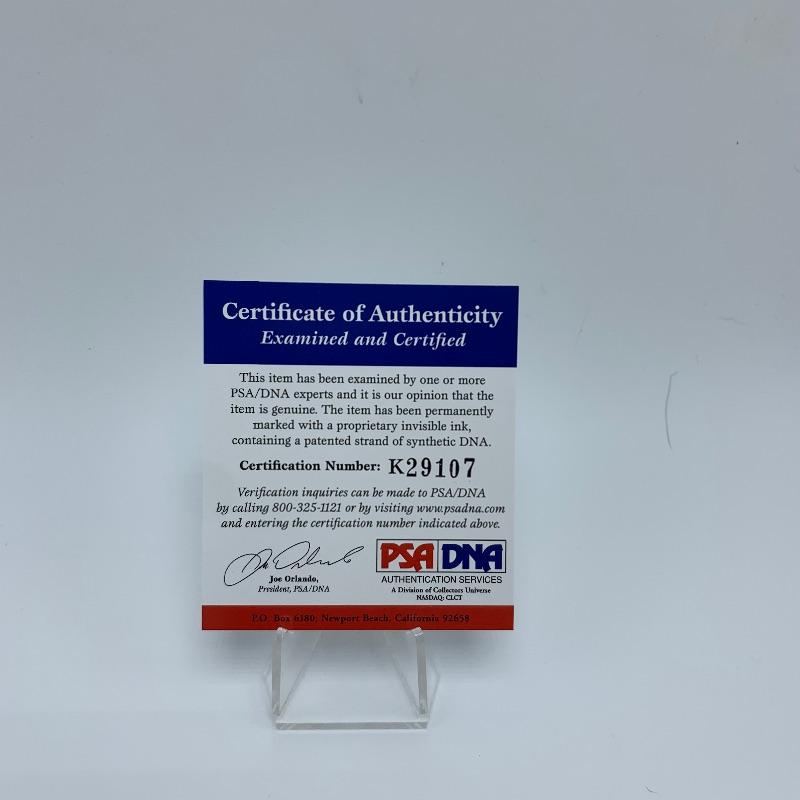 Certificate of Authenticity
Examined and Certified
This item has been examined by one or more
PSA/DNA experts and it is our opinion that the
item is genuine. The item has been permanently
marked with a proprietary invisible ink,
containing a patented strand of synthetic DNA.
Certification Number: K29107
Verification inquiries can be made to PSA/DNA
by calling 800-325-1121 or by visiting www.psadna.com
and entering the certification number indicated above.
Joe Orlando,
President, PSA/DNA
PSA DNA
AUTHENTICATION SERVICES
A Division of Collectors Universe
NASDAQ: CLCT
P.O. Box 6180, Newport Beach, California 92658